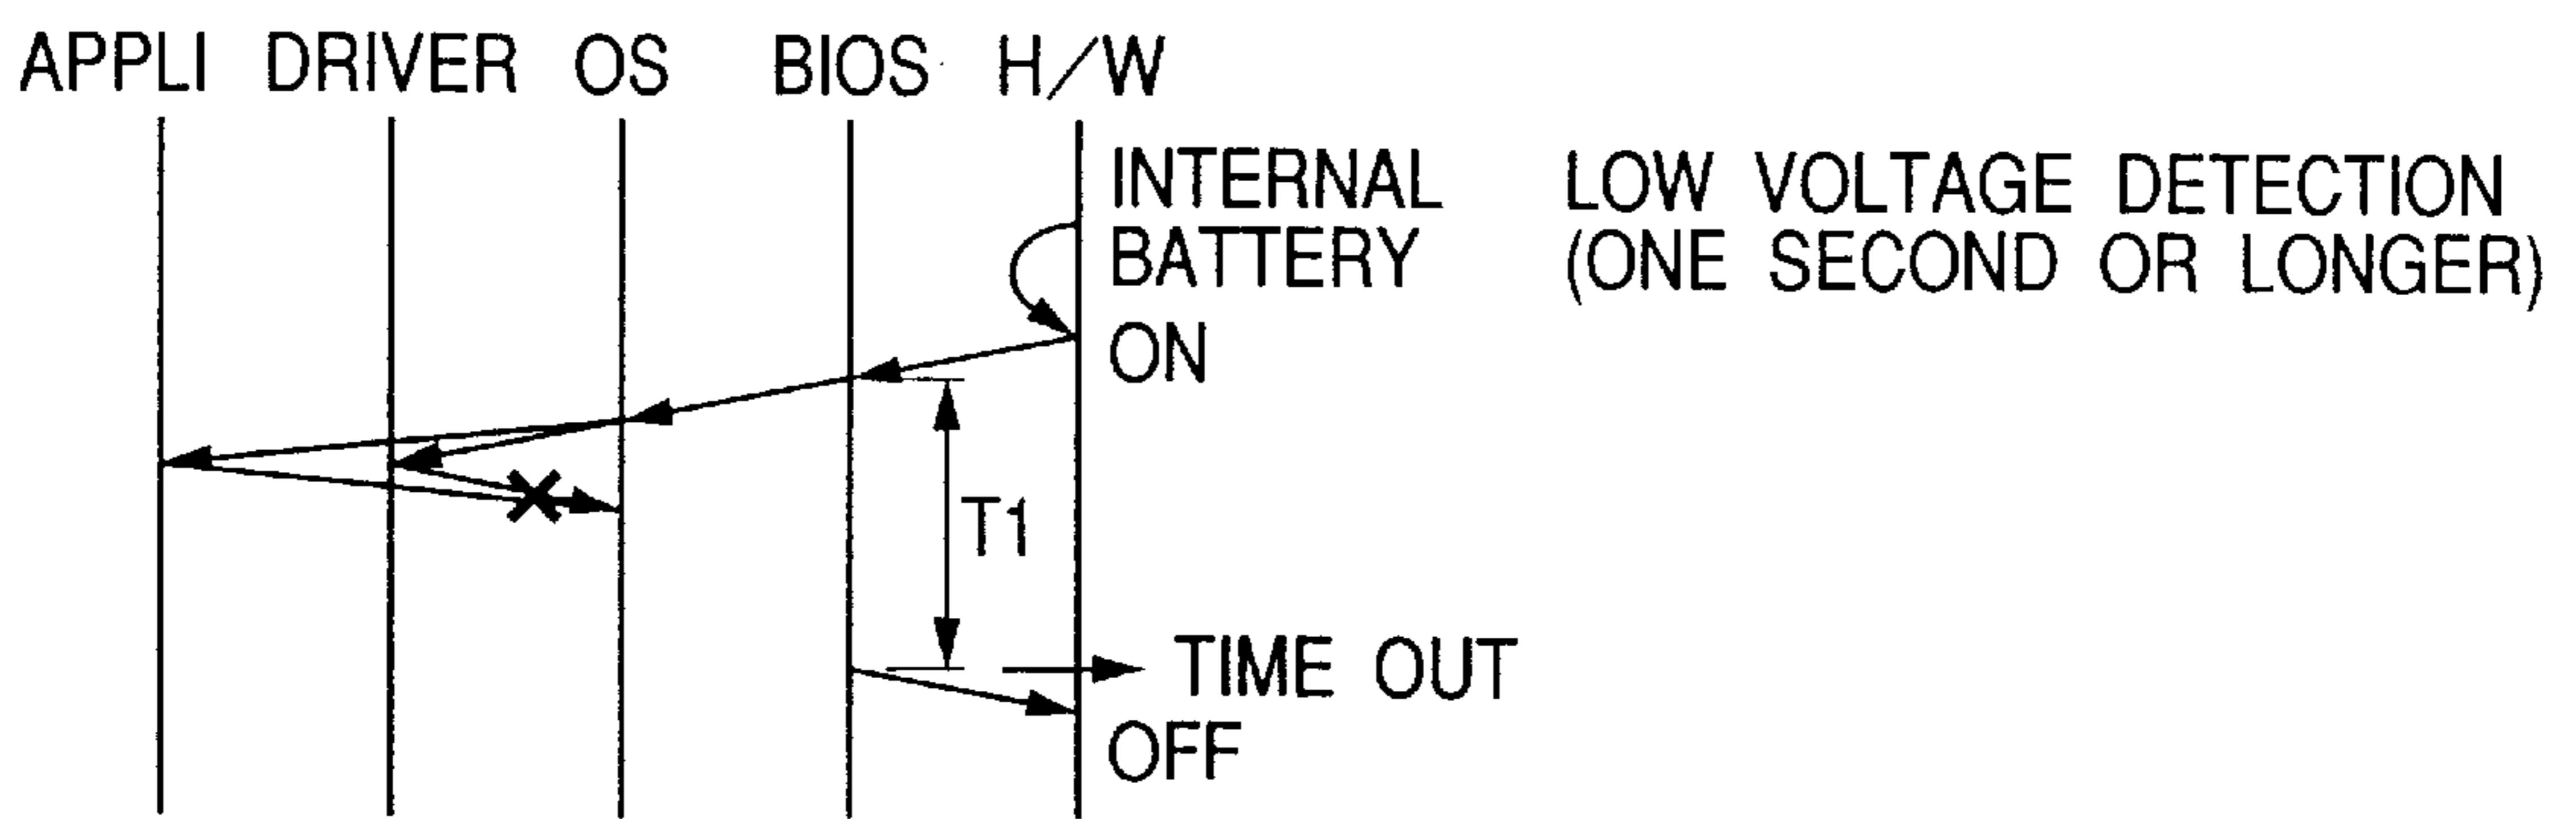 APPLI DRIVER OS BIOS H/W
INTERNAL LOW VOLTAGE DETECTION
BATTERY (ONE SECOND OR LONGER)
ON
T1
TIME OUT
OFF